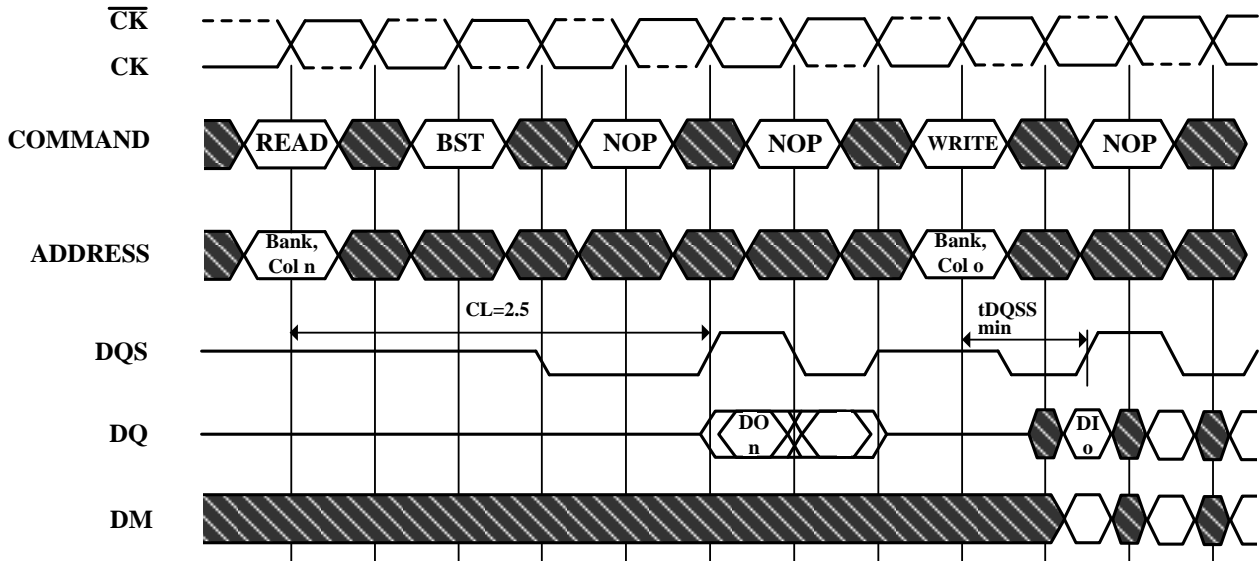 CK
CK
COMMAND
READ
BST
NOP
NOP
WRITE
NOP
ADDRESS
Bank,
Col n
Bank,
Col o
CL=2.5
tDQSS
min
DQS
DQ
DO
n
DI
o
DM